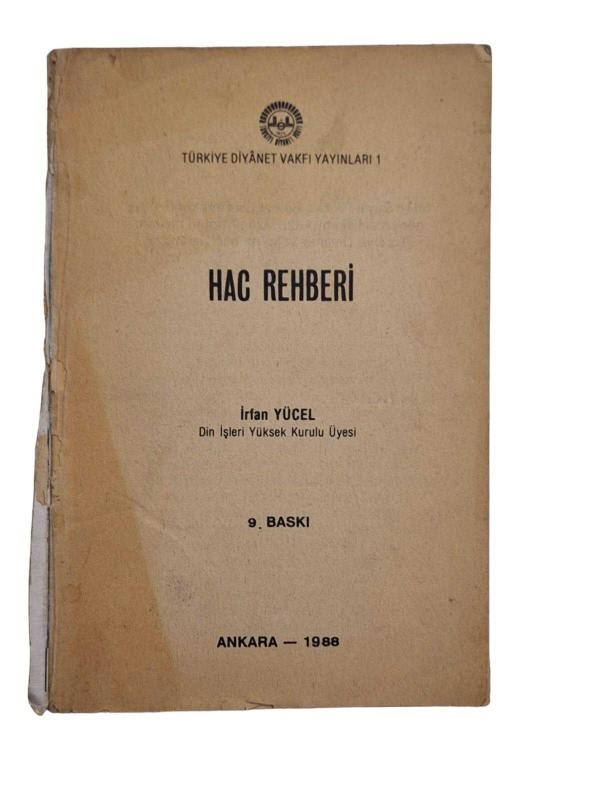 TÜRKİYE DİYÂNET VAKFI YAYINLARI 1
HAC REHBERİ
İrfan YÜCEL
Din İşleri Yüksek Kurulu Üyesi
9. BASKI
ANKARA — 1988